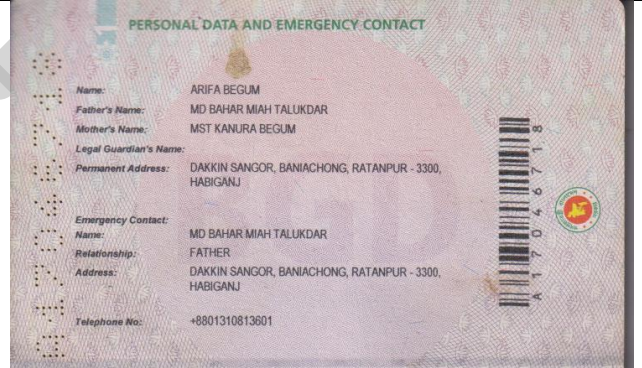 PERSONAL DATA AND EMERGENCY CONTACT
Name: ARIFA BEGUM
Father's Name: MD BAHAR MIAH TALUKDAR
Mother's Name: MST KANURA BEGUM
Legal Guardian's Name:
Permanent Address: DAKKIN SANGOR, BANIACHONG, RATANPUR - 3300,
HABIGANJ
Emergency Contact:
Name: MD BAHAR MIAH TALUKDAR
Relationship: FATHER
Address: DAKKIN SANGOR, BANIACHONG, RATANPUR - 3300,
HABIGANJ
Telephone No: +8801310813601
BGD
A17046718